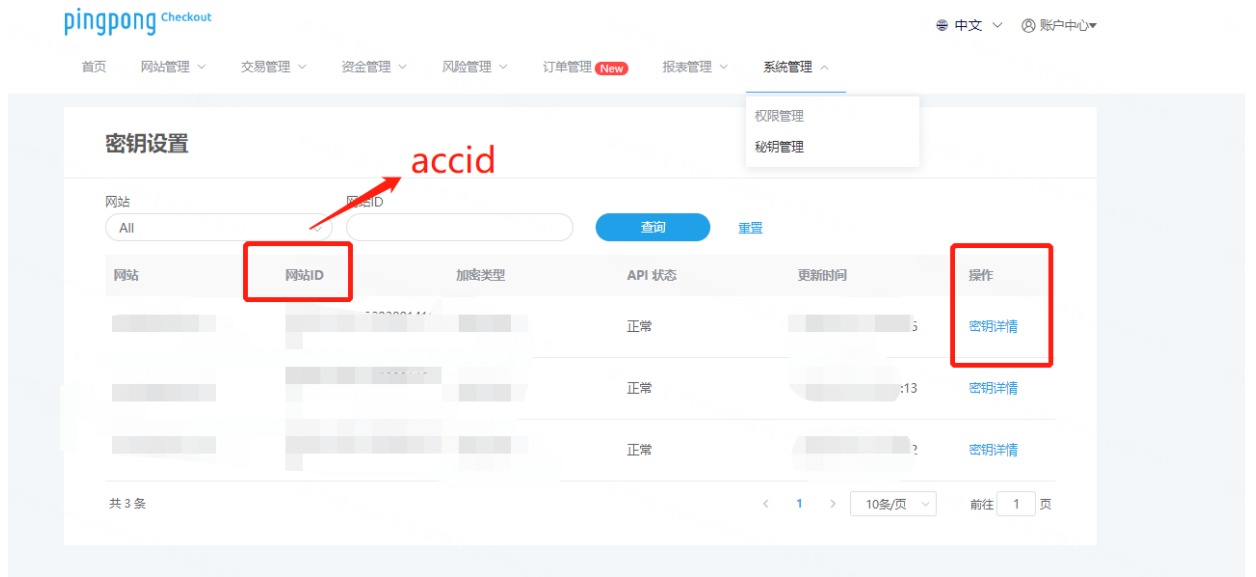 pingpong Checkout
中文 账户中心
首页 网站管理 交易管理 资金管理 风险管理 订单管理 New 报表管理 系统管理
权限管理
密钥设置
秘钥管理
accid
网站 网站ID
All 查询 重置
网站 网站ID 加密类型 API 状态 更新时间 操作
正常 密钥详情
正常 :13 密钥详情
正常 密钥详情
共 3 条 1 10条/页 前往 1 页